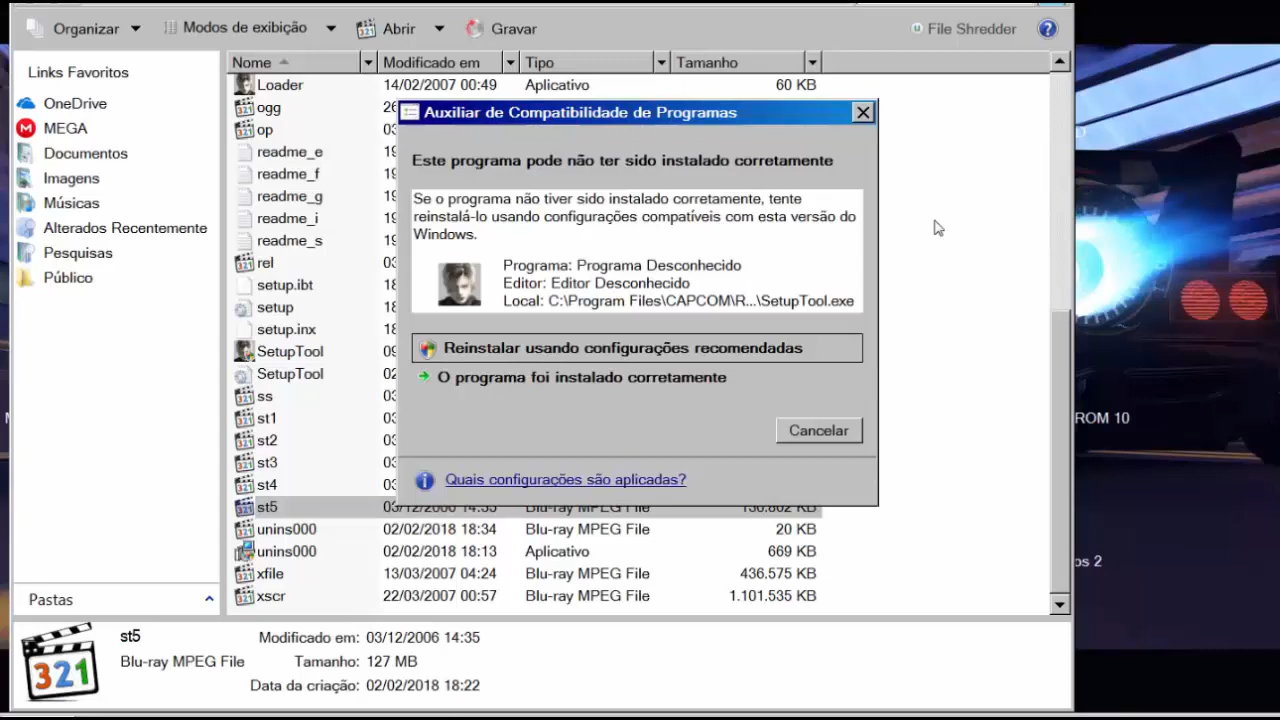 Organizar Modos de exibição Abrir Gravar File Shredder
Links Favoritos
OneDrive
MEGA
Documentos
Imagens
Músicas
Alterados Recentemente
Pesquisas
Público
Pastas
Nome Modificado em Tipo Tamanho
Loader 14/02/2007 00:49 Aplicativo 60 KB
ogg
op
readme_e
readme_f
readme_g
readme_i
readme_s
rel
setup.ibt
setup
setup.inx
SetupTool
SetupTool
ss
st1
st2
st3
st4
st5 03/12/2006 14:35 Blu-ray MPEG File
unins000 02/02/2018 18:34 Blu-ray MPEG File 20 KB
unins000 02/02/2018 18:13 Aplicativo 669 KB
xfile 13/03/2007 04:24 Blu-ray MPEG File 436.575 KB
xscr 22/03/2007 00:57 Blu-ray MPEG File 1.101.535 KB
Auxiliar de Compatibilidade de Programas
Este programa pode não ter sido instalado corretamente
Se o programa não tiver sido instalado corretamente, tente
reinstalá-lo usando configurações compatíveis com esta versão do
Windows.
Programa: Programa Desconhecido
Editor: Editor Desconhecido
Local: C:\Program Files\CAPCOM\R...\SetupTool.exe
Reinstalar usando configurações recomendadas
O programa foi instalado corretamente
Cancelar
Quais configurações são aplicadas?
ROM 10
os 2
st5
Blu-ray MPEG File
Modificado em: 03/12/2006 14:35
Tamanho: 127 MB
Data da criação: 02/02/2018 18:22
321